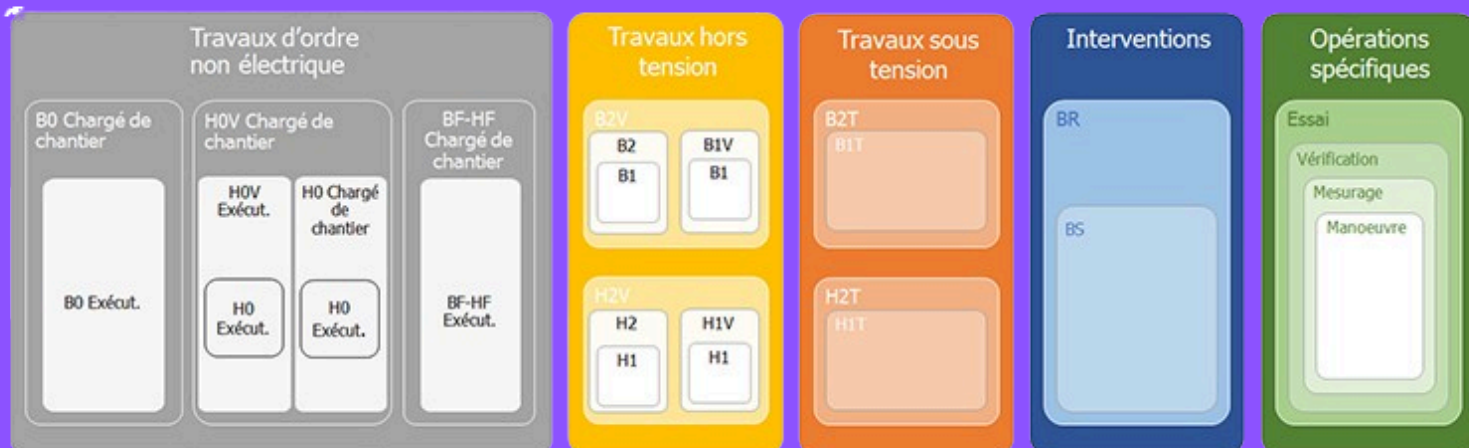 Travaux d'ordre
non électrique
B0 Chargé de
chantier
B0 Exécut.
H0V Chargé de
chantier
H0V
Exécut.
H0
Exécut.
H0 Chargé
de
chantier
H0
Exécut.
BF-HF
Chargé de
chantier
BF-HF
Exécut.
Travaux hors
tension
B2V
B2
B1
B1V
B1
H2V
H2
H1
H1V
H1
Travaux sous
tension
B2T
B1T
H2T
H1T
Interventions
BR
BS
Opérations
spécifiques
Essai
Vérification
Mesurage
Manoeuvre